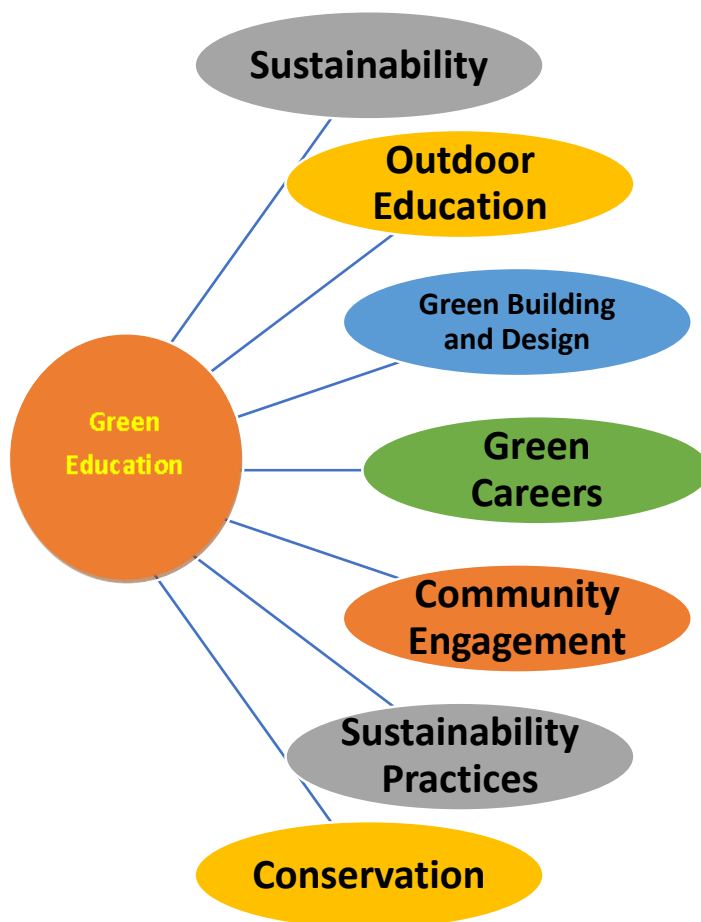 Sustainability
Outdoor
Education
Green Building
and Design
Green
Education
Green
Careers
Community
Engagement
Sustainability
Practices
Conservation